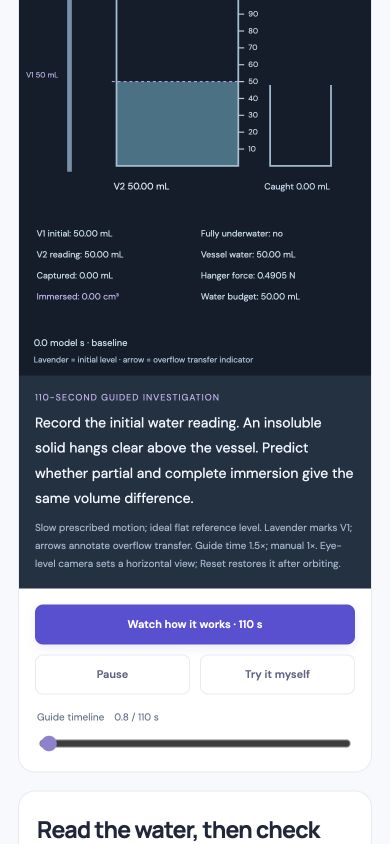 90
80
70
60
V1 50 mL
50
40
30
20
10
V2 50.00 mL
Caught 0.00 mL
V1 initial: 50.00 mL
Fully underwater: no
V2 reading: 50.00 mL
Vessel water: 50.00 mL
Captured: 0.00 mL
Hanger force: 0.4905 N
Immersed: 0.00 cm³
Water budget: 50.00 mL
0.0 model s · baseline
Lavender = initial level · arrow = overflow transfer indicator
110-SECOND GUIDED INVESTIGATION
Record the initial water reading. An insoluble
solid hangs clear above the vessel. Predict
whether partial and complete immersion give the
same volume difference.
Slow prescribed motion; ideal flat reference level. Lavender marks V1;
arrows annotate overflow transfer. Guide time 1.5×; manual 1×. Eye-
level camera sets a horizontal view; Reset restores it after orbiting.
Watch how it works · 110 s
Pause
Try it myself
Guide timeline 0.8 / 110 s
Read the water, then check